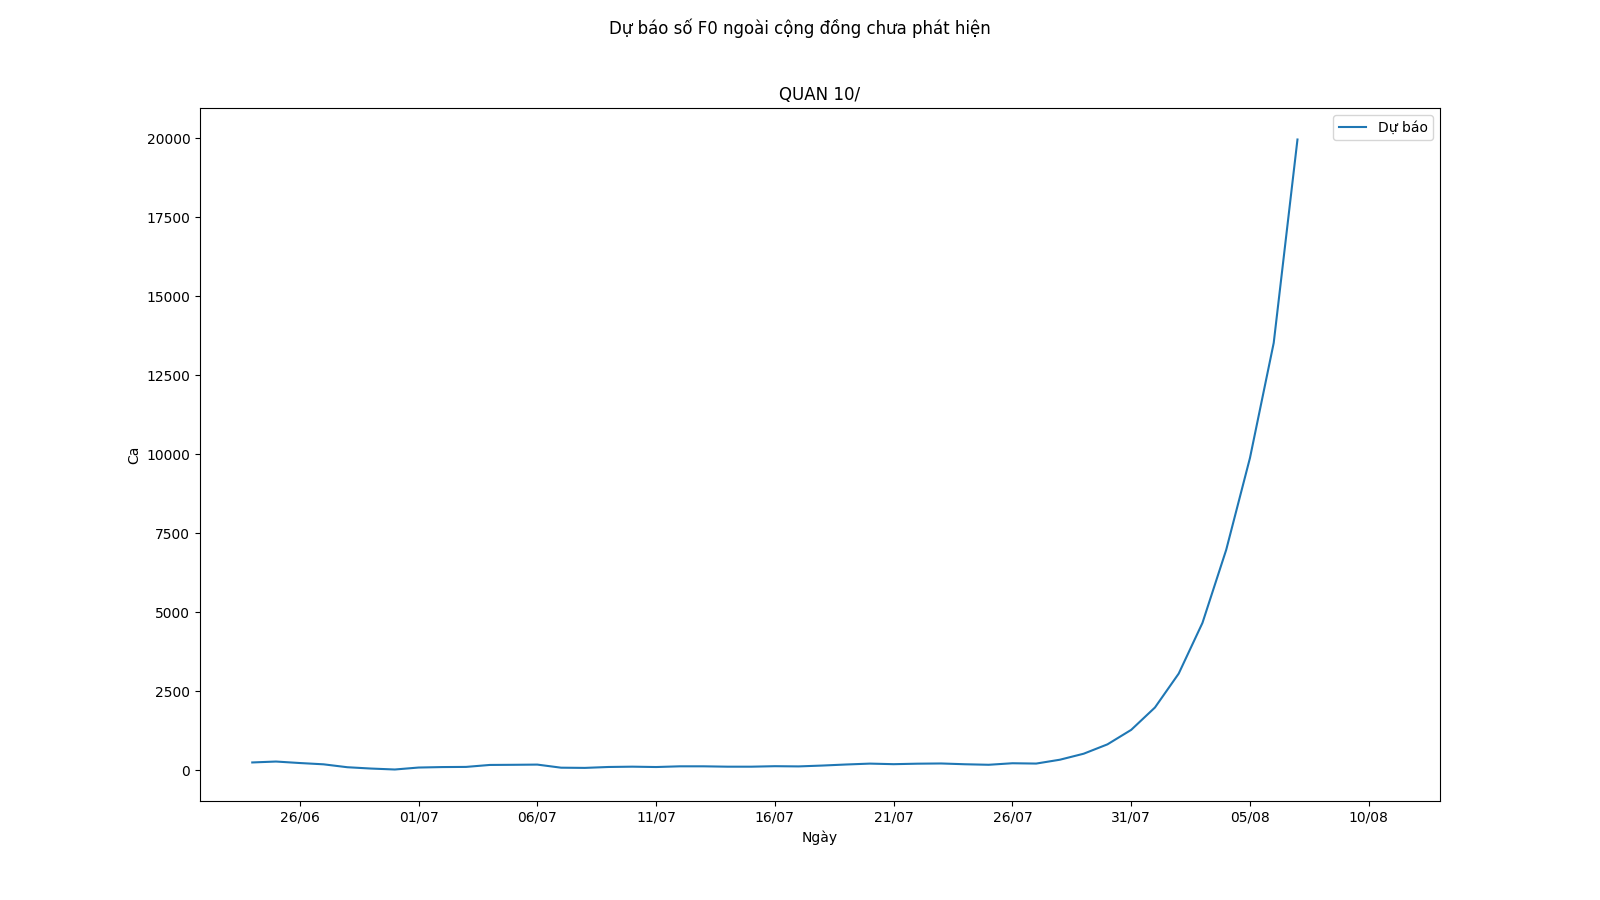 Dự báo số F0 ngoài cộng đồng chưa phát hiện
QUAN 10/
Dự báo
20000
17500
15000
12500
10000
7500
5000
2500
0
Ca
26/06 01/07 06/07 11/07 16/07 21/07 26/07 31/07 05/08 10/08
Ngày